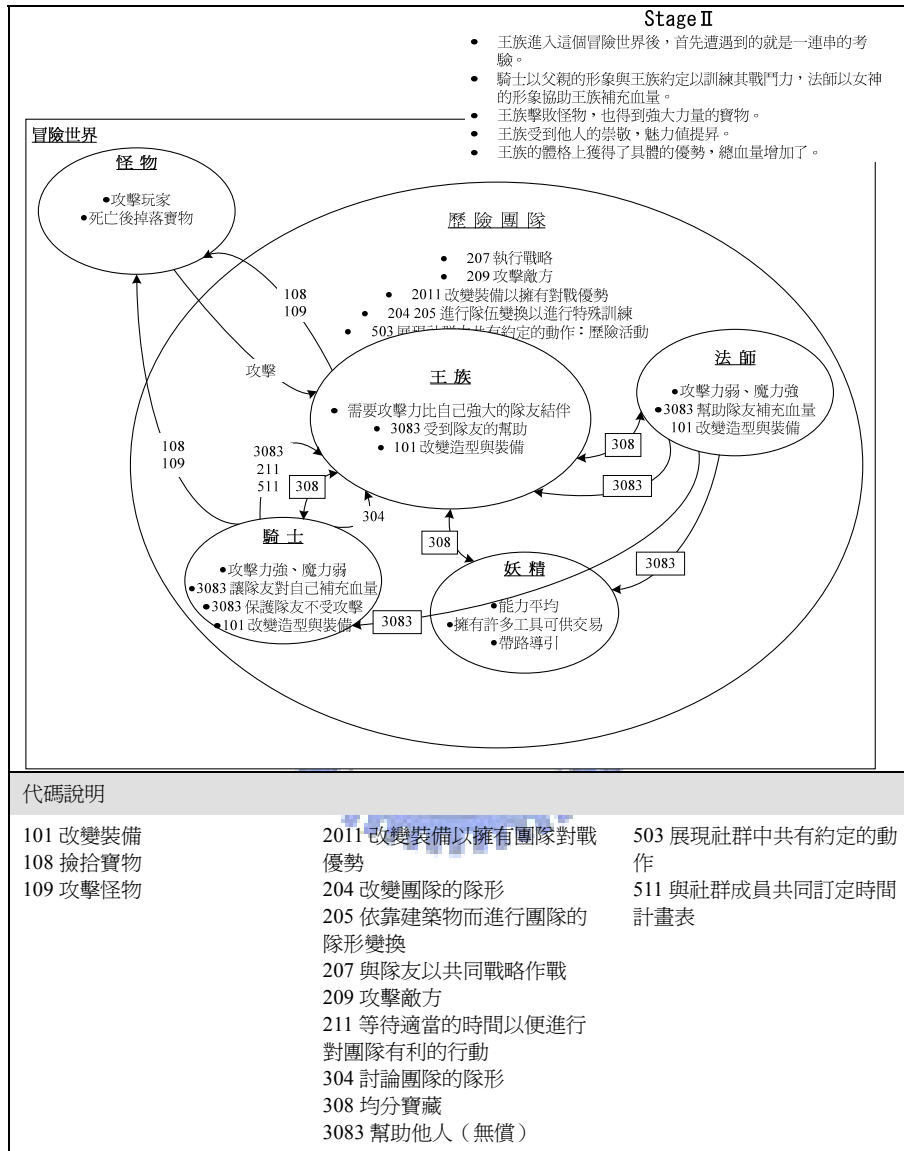 Stage II
● 王族進入這個冒險世界後，首先遭遇到的就是一連串的考
驗。
● 騎士以父親的形象與王族約定以訓練其戰鬥力，法師以女神
的形象協助王族補充血量。
● 王族擊敗怪物，也得到強大力量的寶物。
● 王族受到他人的崇敬，魅力值提昇。
● 王族的體格上獲得了具體的優勢，總血量增加了。
冒險世界
怪 物
●攻擊玩家
●死亡後掉落寶物
歷 險 團 隊
● 207 執行戰略
● 209 攻擊敵方
● 2011 改變裝備以擁有對戰優勢
● 204 205 進行隊伍變換以進行特殊訓練
● 503 展現社群中共有約定的動作：歷險活動
108
109
攻擊
王 族
● 需要攻擊力比自己強大的隊友結伴
● 3083 受到隊友的幫助
● 101 改變造型與裝備
法 師
●攻擊力弱、魔力強
●3083 幫助隊友補充血量
101 改變造型與裝備
308
3083
108
109
3083
211
511
308
304
騎 士
●攻擊力強、魔力弱
●3083 讓隊友對自己補充血量
●3083 保護隊友不受攻擊
●101 改變造型與裝備
308
3083
3083
妖 精
●能力平均
●擁有許多工具可供交易
●帶路導引
代碼說明
101 改變裝備
108 撿拾寶物
109 攻擊怪物
2011 改變裝備以擁有團隊對戰
優勢
204 改變團隊的隊形
205 依靠建築物而進行團隊的
隊形變換
207 與隊友以共同戰略作戰
209 攻擊敵方
211 等待適當的時間以便進行
對團隊有利的行動
304 討論團隊的隊形
308 均分寶藏
3083 幫助他人（無償）
503 展現社群中共有約定的動
作
511 與社群成員共同訂定時間
計畫表